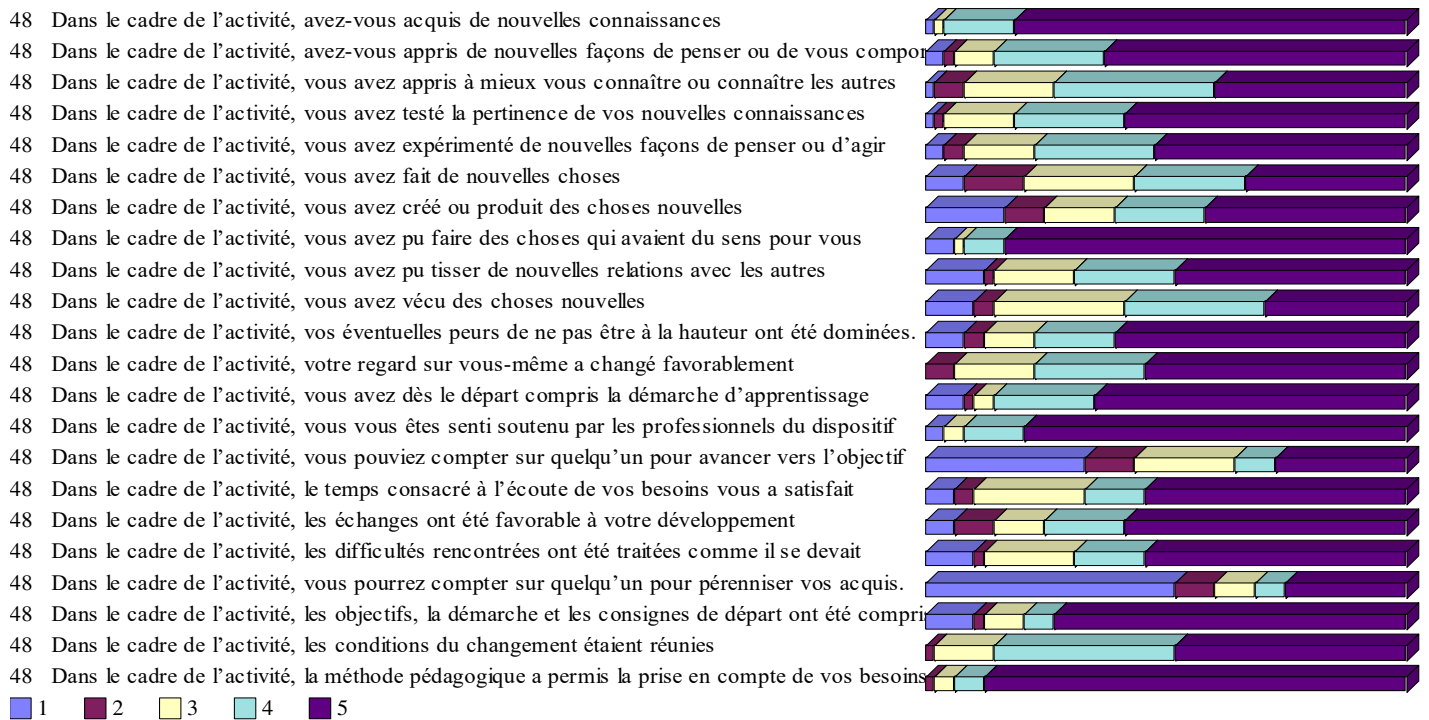 48 Dans le cadre de l’activité, avez-vous acquis de nouvelles connaissances
48 Dans le cadre de l’activité, avez-vous appris de nouvelles façons de penser ou de vous compor
48 Dans le cadre de l’activité, vous avez appris à mieux vous connaître ou connaître les autres
48 Dans le cadre de l’activité, vous avez testé la pertinence de vos nouvelles connaissances
48 Dans le cadre de l’activité, vous avez expérimenté de nouvelles façons de penser ou d’agir
48 Dans le cadre de l’activité, vous avez fait de nouvelles choses
48 Dans le cadre de l’activité, vous avez créé ou produit des choses nouvelles
48 Dans le cadre de l’activité, vous avez pu faire des choses qui avaient du sens pour vous
48 Dans le cadre de l’activité, vous avez pu tisser de nouvelles relations avec les autres
48 Dans le cadre de l’activité, vous avez vécu des choses nouvelles
48 Dans le cadre de l’activité, vos éventuelles peurs de ne pas être à la hauteur ont été dominées.
48 Dans le cadre de l’activité, votre regard sur vous-même a changé favorablement
48 Dans le cadre de l’activité, vous avez dès le départ compris la démarche d’apprentissage
48 Dans le cadre de l’activité, vous vous êtes senti soutenu par les professionnels du dispositif
48 Dans le cadre de l’activité, vous pouviez compter sur quelqu’un pour avancer vers l’objectif
48 Dans le cadre de l’activité, le temps consacré à l’écoute de vos besoins vous a satisfait
48 Dans le cadre de l’activité, les échanges ont été favorable à votre développement
48 Dans le cadre de l’activité, les difficultés rencontrées ont été traitées comme il se devait
48 Dans le cadre de l’activité, vous pourrez compter sur quelqu’un pour pérenniser vos acquis.
48 Dans le cadre de l’activité, les objectifs, la démarche et les consignes de départ ont été compri
48 Dans le cadre de l’activité, les conditions du changement étaient réunies
48 Dans le cadre de l’activité, la méthode pédagogique a permis la prise en compte de vos besoins
1 2 3 4 5